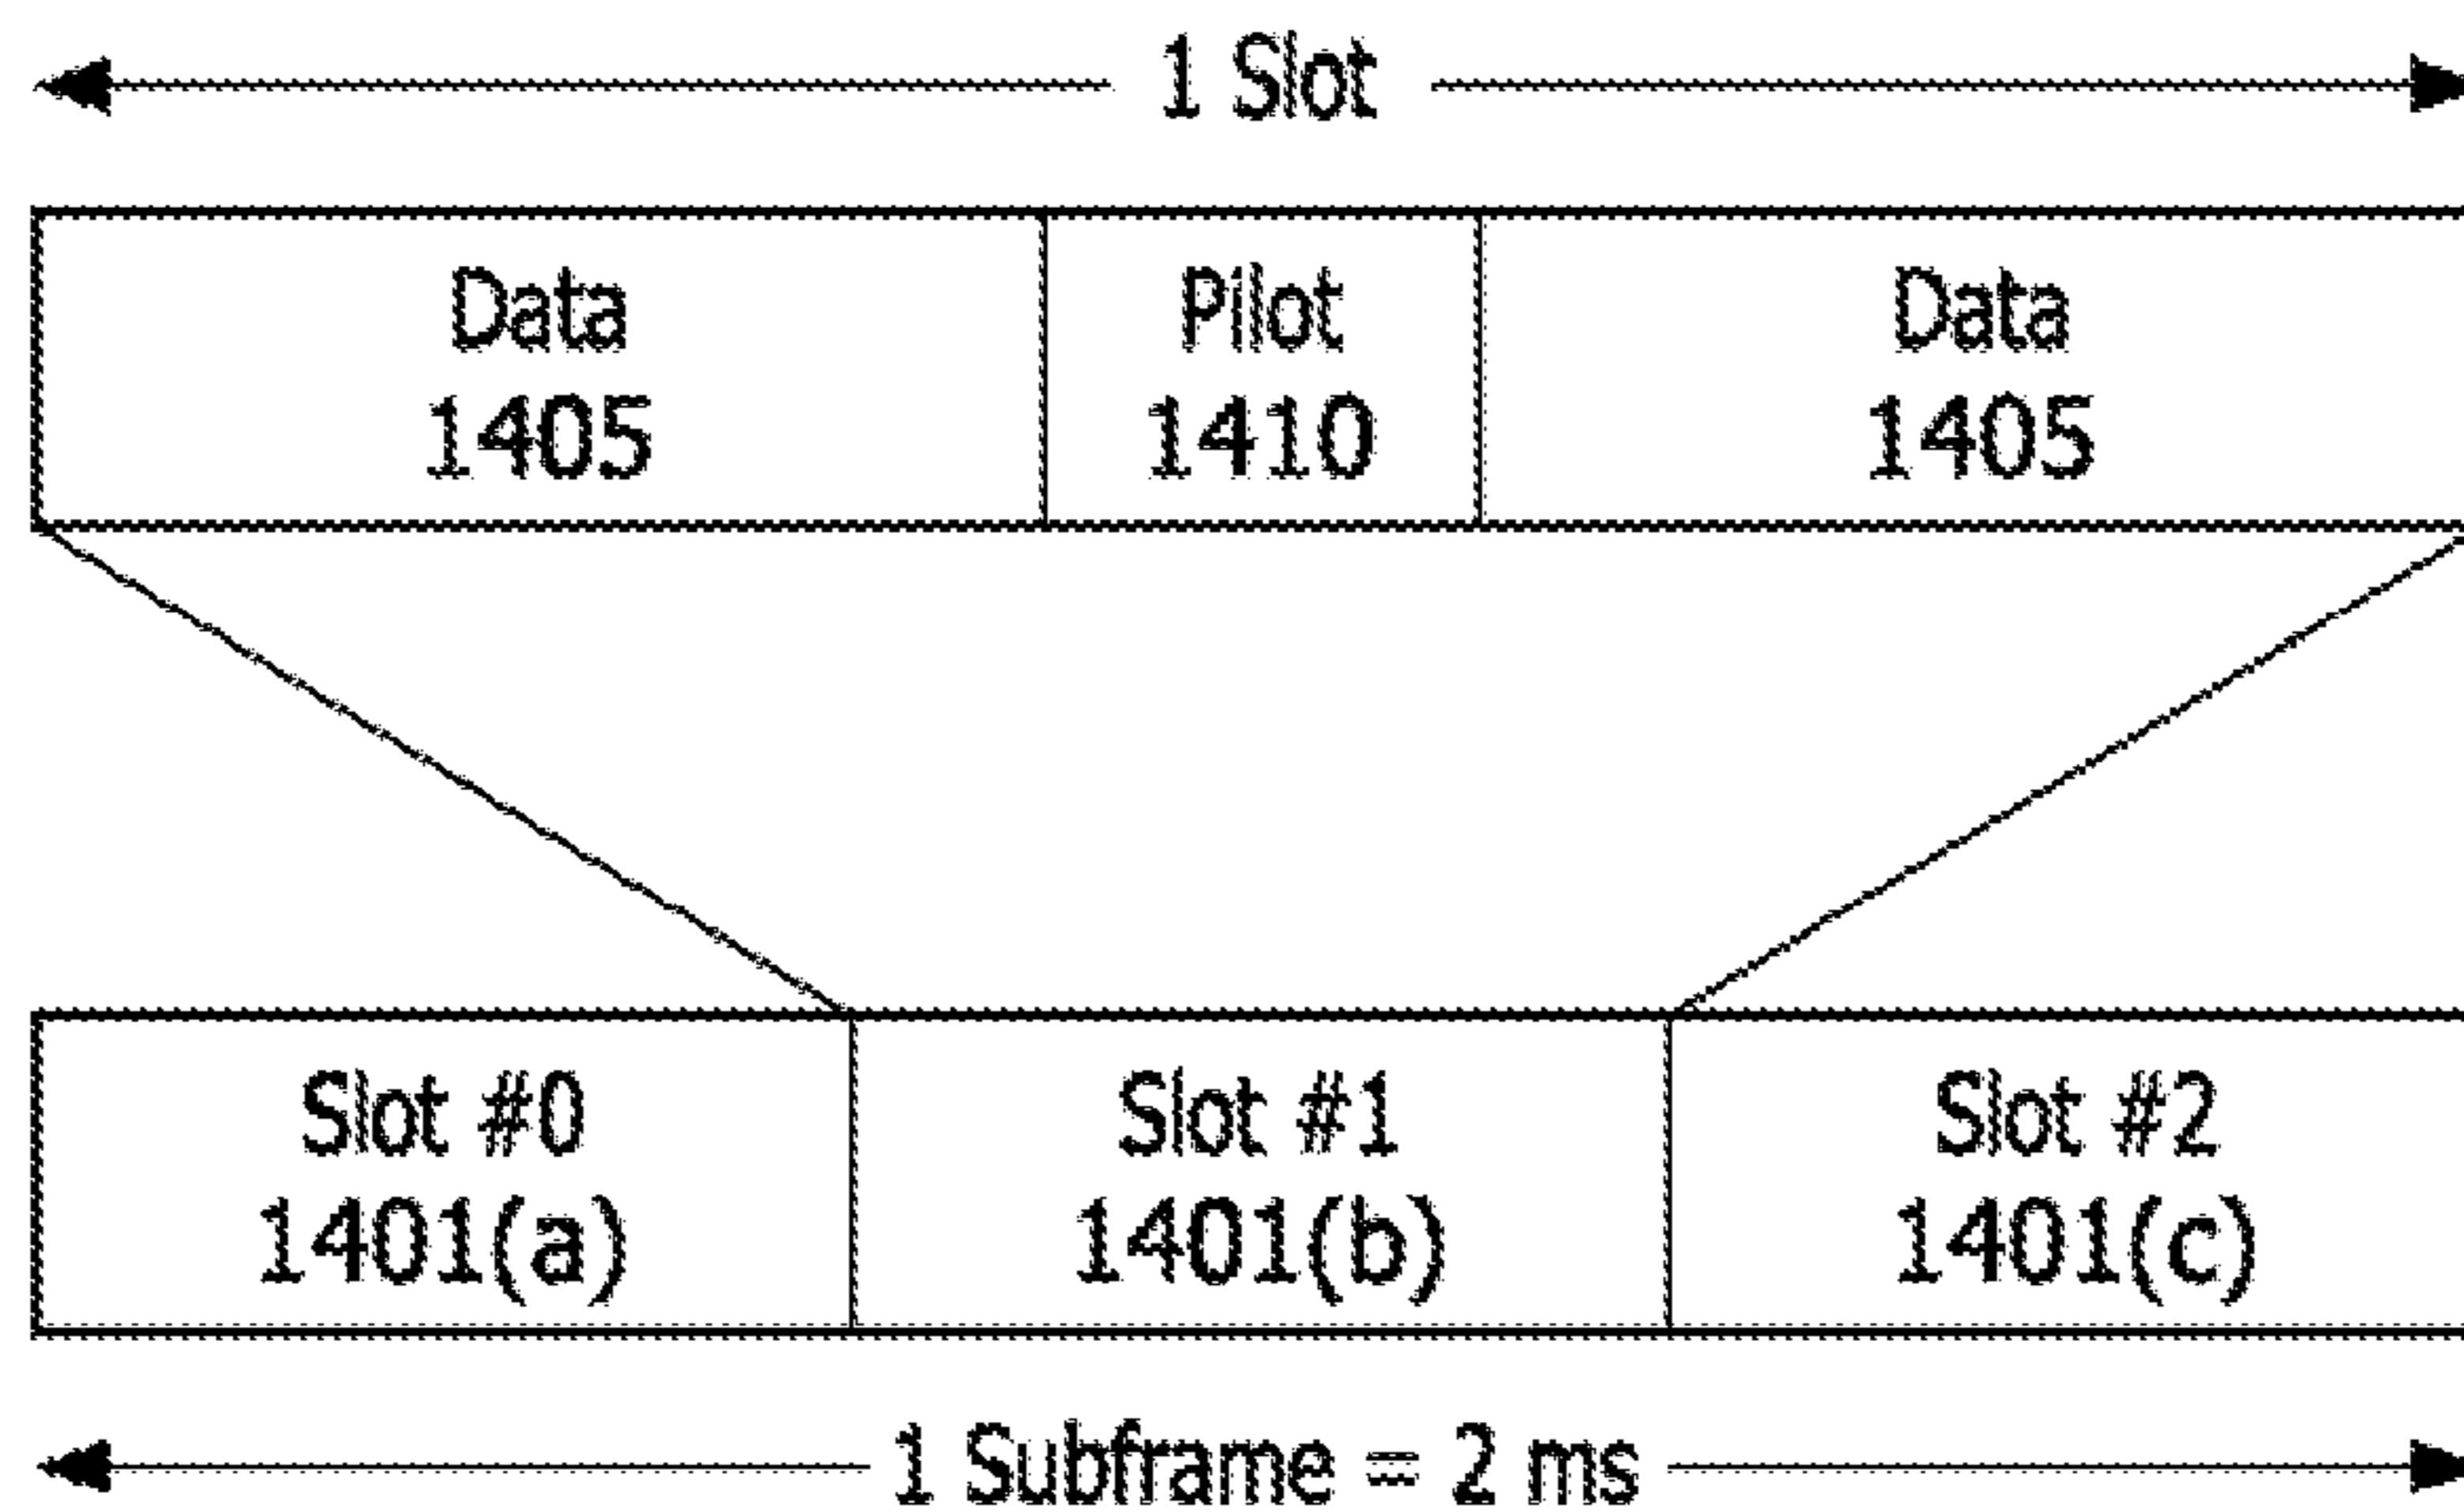 1 Slot
Data
1405
Pilot
1410
Data
1405
Slot #0
1401(a)
Slot #1
1401(b)
Slot #2
1401(c)
1 Subframe = 2 ms